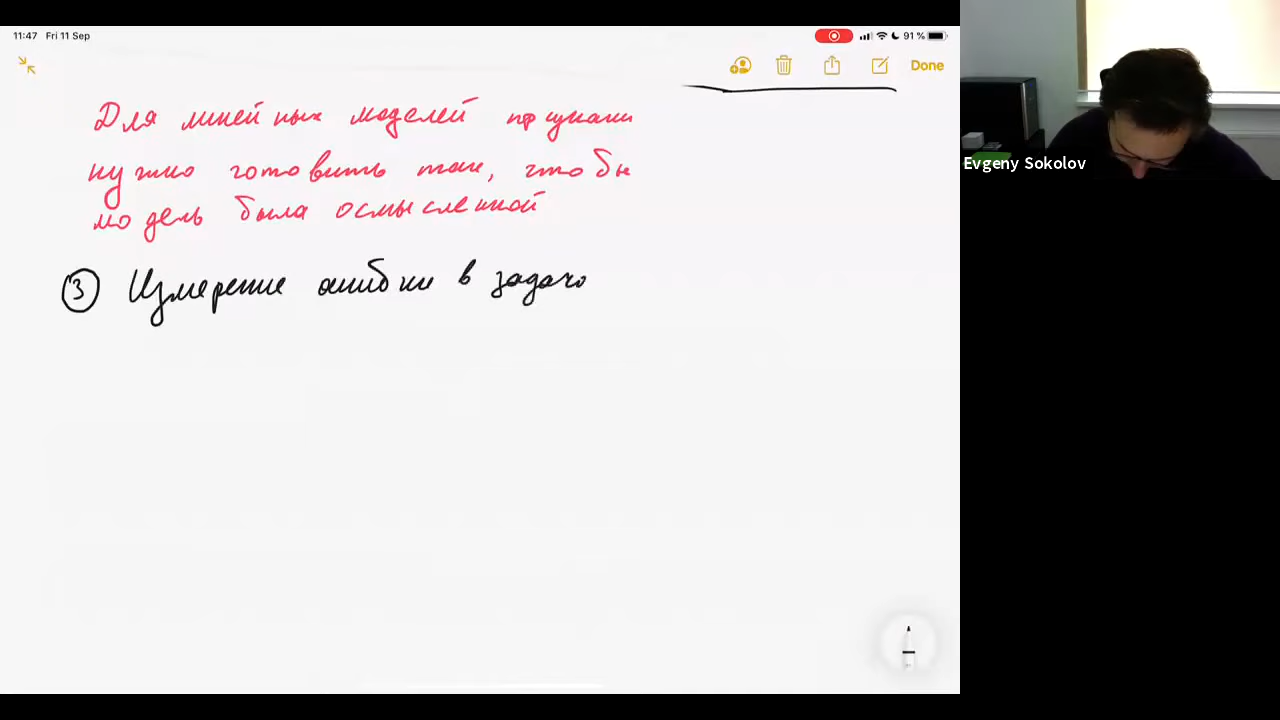 11:47 Fri 11 Sep 91 %
Done
Для линейных моделей признаки
нужно готовить так, чтобы
модель была осмысленной
3 Измерение ошибки в задачах
Evgeny Sokolov